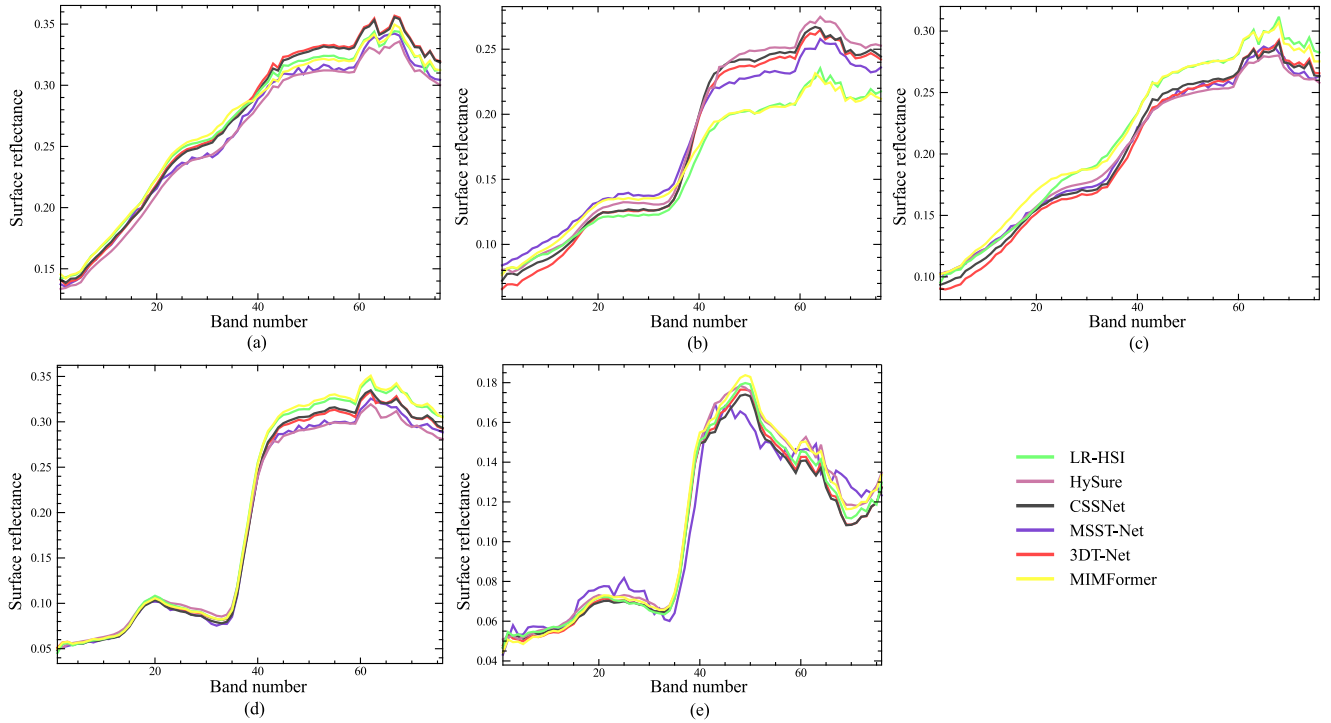 Surface reflectance
0.35
0.30
0.25
0.20
0.15
20
40
60
Band number
(a)
Surface reflectance
0.25
0.20
0.15
0.10
20
40
60
Band number
(b)
Surface reflectance
0.30
0.25
0.20
0.15
0.10
20
40
60
Band number
(c)
Surface reflectance
0.35
0.30
0.25
0.20
0.15
0.10
0.05
20
40
60
Band number
(d)
Surface reflectance
0.18
0.16
0.14
0.12
0.10
0.08
0.06
0.04
20
40
60
Band number
(e)
LR-HSI
HySure
CSSNet
MSST-Net
3DT-Net
MIMFormer